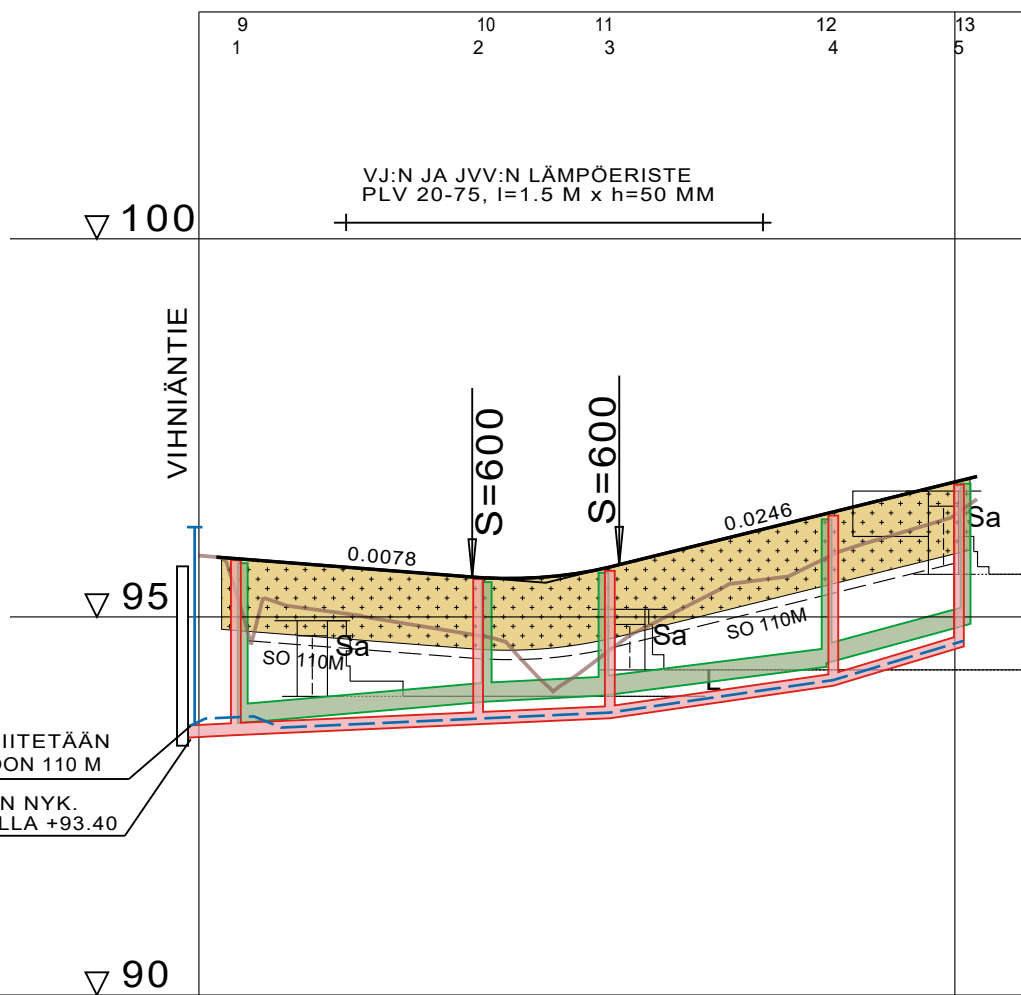 9 10 11 12 13
1 2 3 4 5
VJ:N JA JVV:N LÄMPÖERISTE
PLV 20-75, l=1.5 M x h=50 MM
100
VIHNIÄNTIE
S=600
S=600
0.0078
0.0246
Sa
95
SO 110M
Sa
Sa
SO 110M
L
IITETÄÄN
OON 110 M
N NYK.
LLA +93.40
90